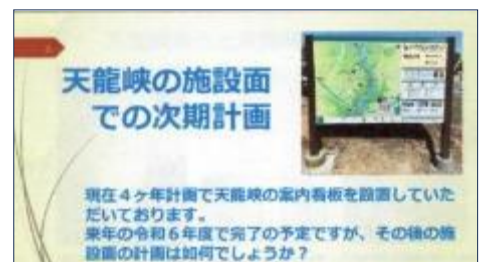 天龍峡の施設面
での次期計画
現在4ヶ年計画で天龍峡の案内看板を設置していた
だいております。
来年の令和6年度で完了の予定ですが、その後の施
設面の計画は如何でしょうか？